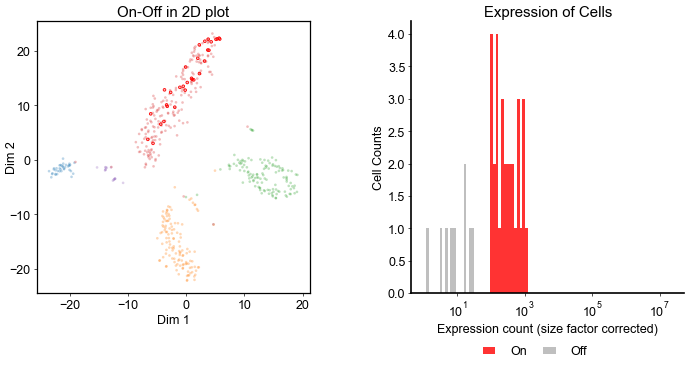 On-Off in 2D plot
Dim 2
20
10
0
−10
−20
−20 −10 0 10 20
Dim 1
Expression of Cells
Cell Counts
4.0
3.5
3.0
2.5
2.0
1.5
1.0
0.5
0.0
10¹ 10³ 10⁵ 10⁷
Expression count (size factor corrected)
On Off